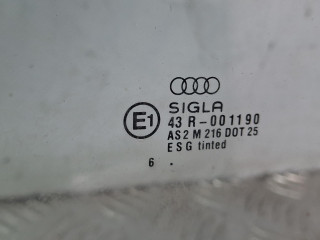 SIGLA
E1 43 R-001190
AS2 M 216 DOT 25
ESG tinted
6 .